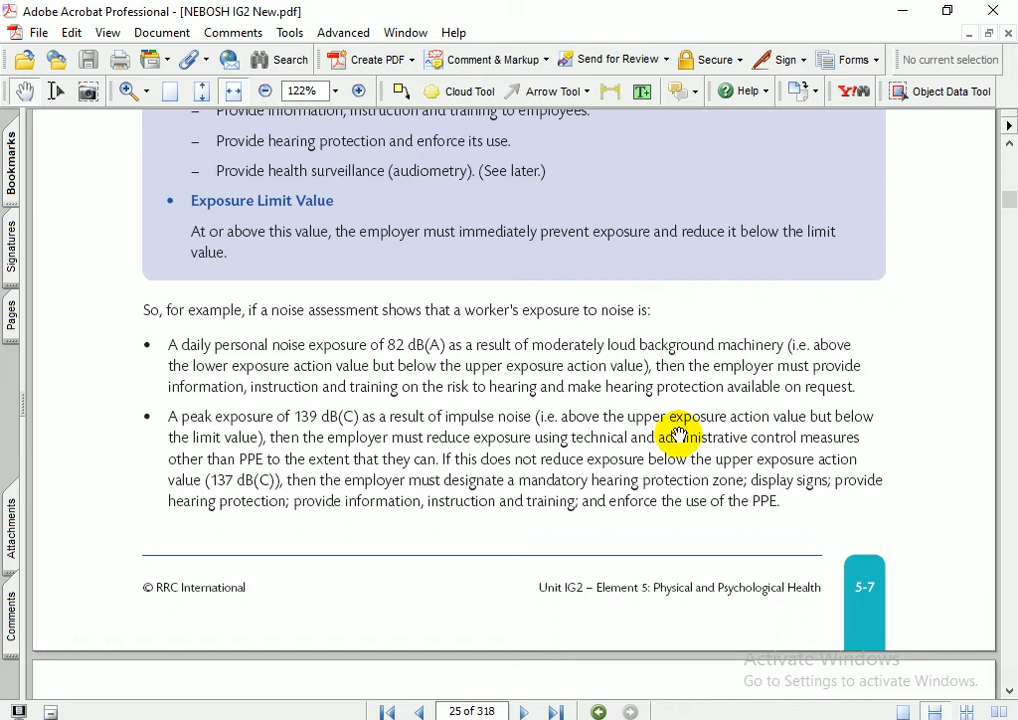 Adobe Acrobat Professional - [NEBOSH IG2 New.pdf]
File Edit View Document Comments Tools Advanced Window Help
Search Create PDF Comment & Markup Send for Review Secure Sign Forms No current selection
122% Cloud Tool Arrow Tool Help Y! Object Data Tool
Bookmarks
Signatures
Pages
Attachments
Comments
– Provide information, instruction and training to employees.
– Provide hearing protection and enforce its use.
– Provide health surveillance (audiometry). (See later.)
• Exposure Limit Value
At or above this value, the employer must immediately prevent exposure and reduce it below the limit
value.
So, for example, if a noise assessment shows that a worker's exposure to noise is:
• A daily personal noise exposure of 82 dB(A) as a result of moderately loud background machinery (i.e. above
the lower exposure action value but below the upper exposure action value), then the employer must provide
information, instruction and training on the risk to hearing and make hearing protection available on request.
• A peak exposure of 139 dB(C) as a result of impulse noise (i.e. above the upper exposure action value but below
the limit value), then the employer must reduce exposure using technical and administrative control measures
other than PPE to the extent that they can. If this does not reduce exposure below the upper exposure action
value (137 dB(C)), then the employer must designate a mandatory hearing protection zone; display signs; provide
hearing protection; provide information, instruction and training; and enforce the use of the PPE.
© RRC International Unit IG2 – Element 5: Physical and Psychological Health 5-7
Activate Windows
Go to Settings to activate Windows.
25 of 318